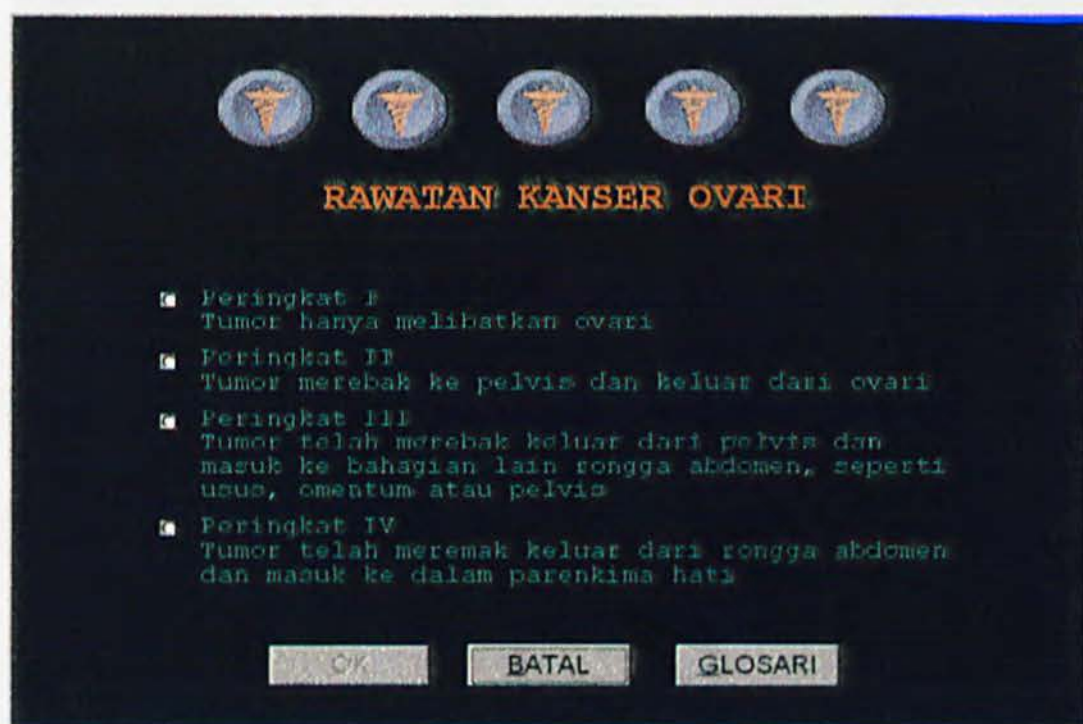 RAWATAN KANSER OVARI
Peringkat I
Tumor hanya melibatkan ovari
Peringkat II
Tumor merebak ke pelvis dan keluar dari ovari
Peringkat III
Tumor telah merebak keluar dari pelvis dan
masuk ke bahagian lain rongga abdomen, seperti
usus, omentum atau pelvis
Peringkat IV
Tumor telah meremak keluar dari rongga abdomen
dan masuk ke dalam parenkima hati
OK
BATAL
GLOSARI